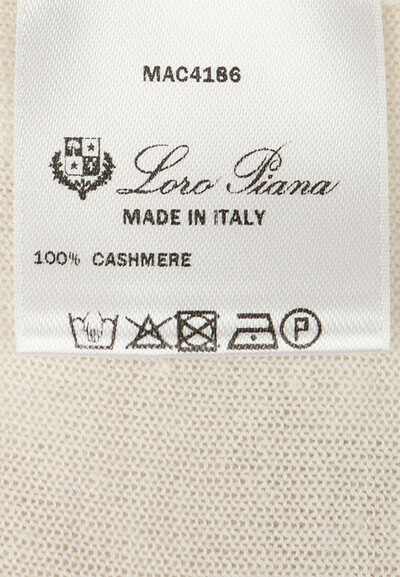 MAC4186
Loro Piana
MADE IN ITALY
100% CASHMERE
P